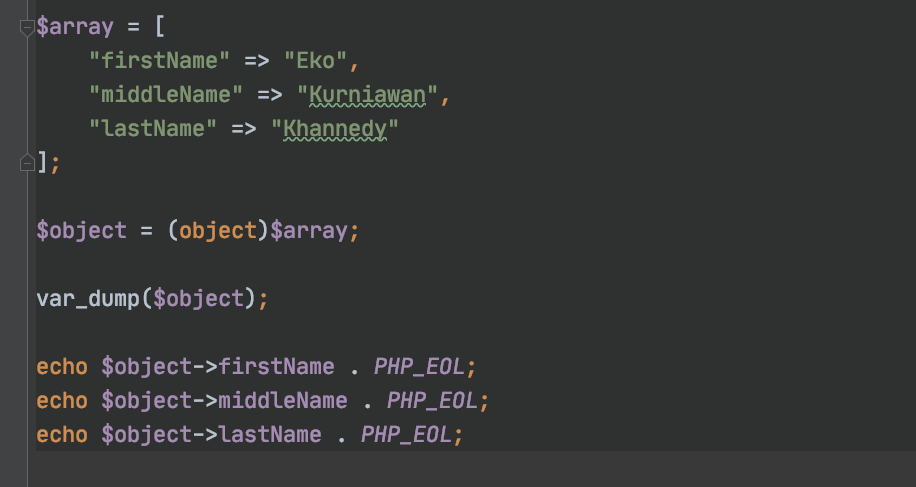 $array = [
    "firstName" => "Eko",
    "middleName" => "Kurniawan",
    "lastName" => "Khannedy"
];
$object = (object)$array;
var_dump($object);
echo $object->firstName . PHP_EOL;
echo $object->middleName . PHP_EOL;
echo $object->lastName . PHP_EOL;